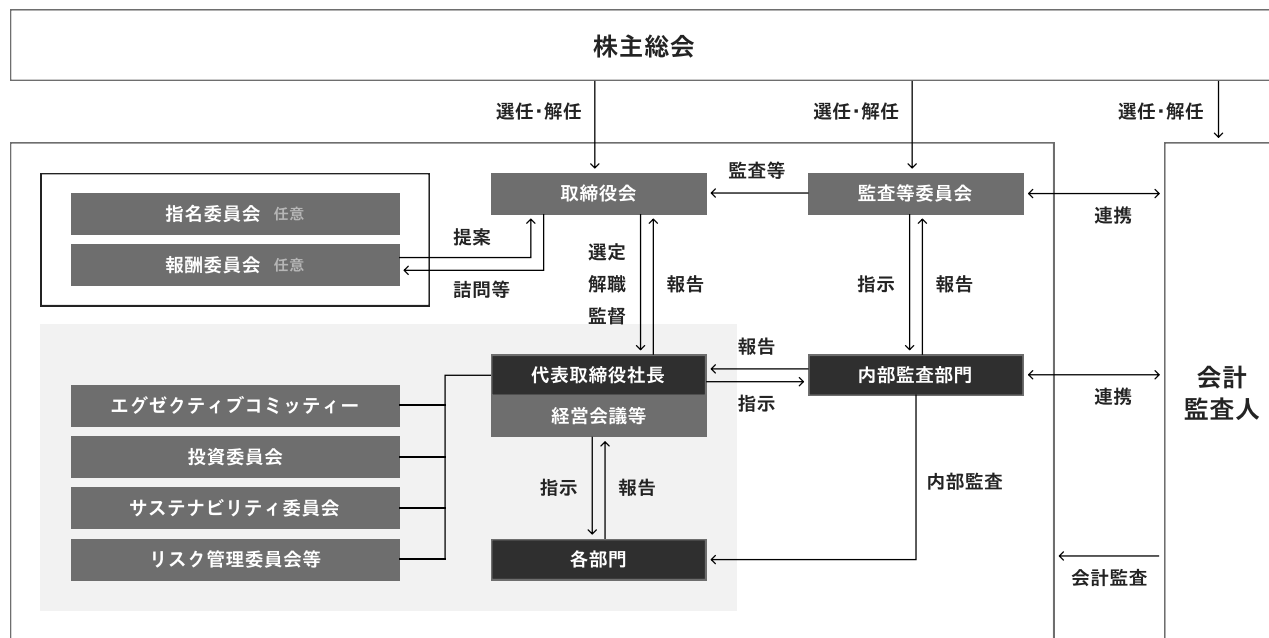 株主総会
選任・解任
選任・解任
選任・解任
取締役会
監査等
監査等委員会
連携
指名委員会 任意
報酬委員会 任意
提案
諮問等
選定
解職
監督
報告
指示
報告
代表取締役社長
経営会議等
報告
指示
内部監査部門
連携
会計
監査人
エグゼクティブコミッティー
投資委員会
サステナビリティ委員会
リスク管理委員会等
指示
報告
内部監査
各部門
会計監査